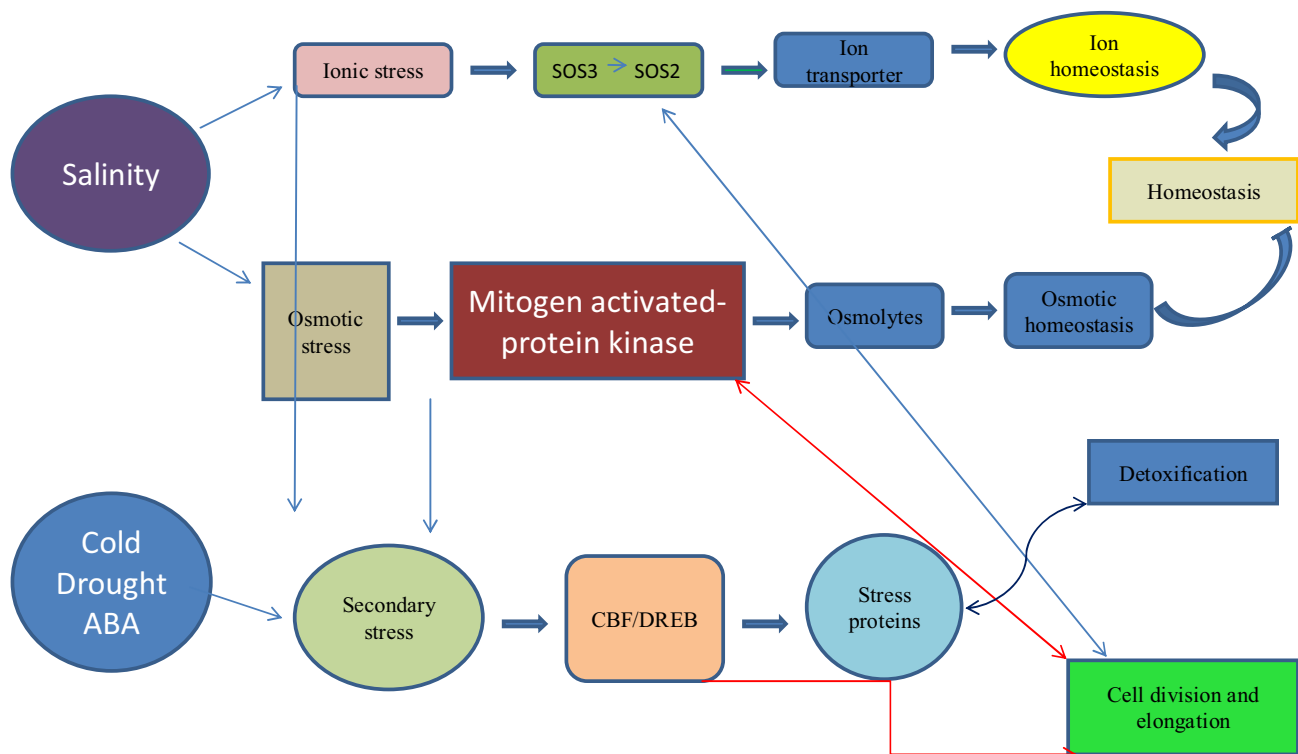 Ionic stress
SOS3 SOS2
Ion
transporter
Ion
homeostasis
Salinity
Homeostasis
Osmotic
stress
Mitogen activated-
protein kinase
Osmolytes
Osmotic
homeostasis
Detoxification
Cold
Drought
ABA
Secondary
stress
CBF/DREB
Stress
proteins
Cell division and
elongation